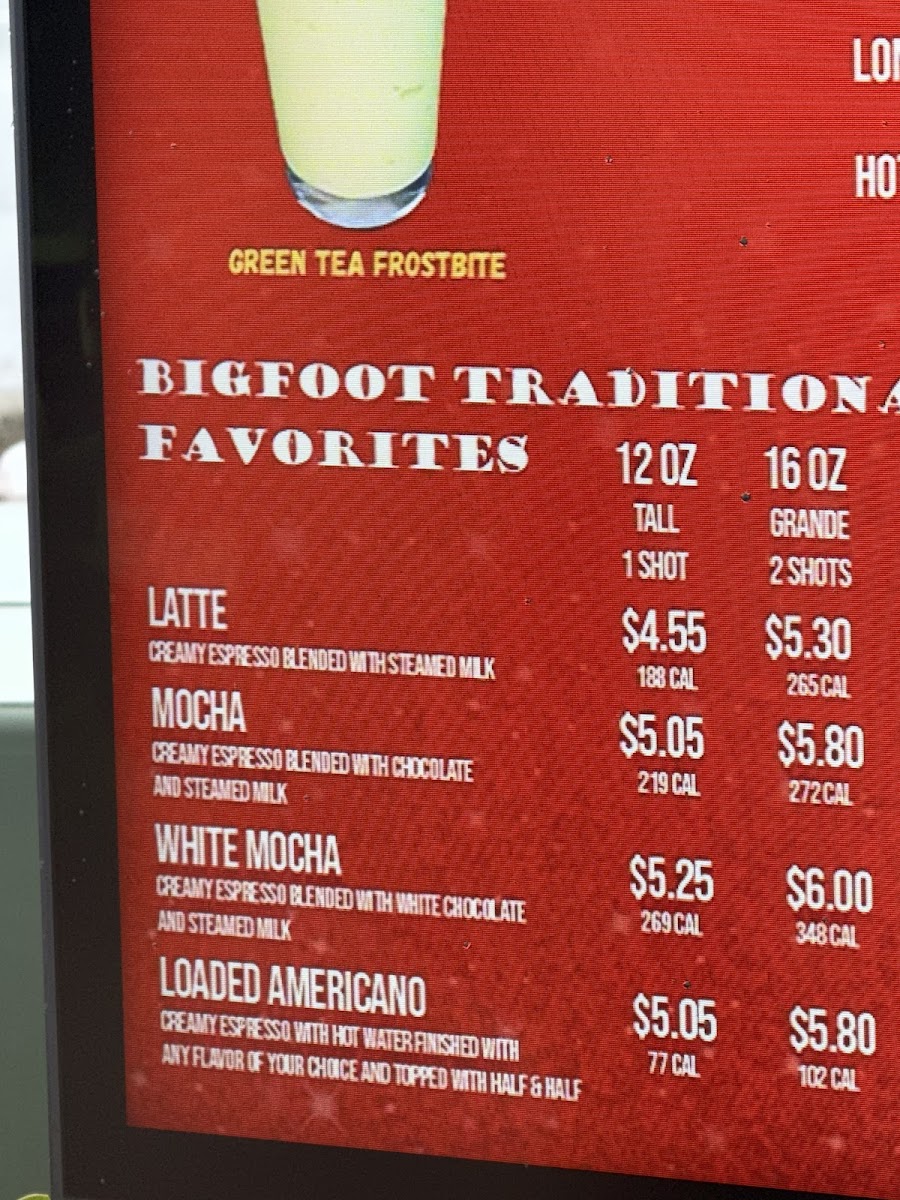 LO
HO
GREEN TEA FROSTBITE
BIGFOOT TRADITIONA
FAVORITES
12 OZ 16 OZ
TALL GRANDE
1 SHOT 2 SHOTS
LATTE $4.55 $5.30
CREAMY ESPRESSO BLENDED WITH STEAMED MILK 188 CAL 265 CAL
MOCHA $5.05 $5.80
CREAMY ESPRESSO BLENDED WITH CHOCOLATE 219 CAL 272 CAL
AND STEAMED MILK
WHITE MOCHA $5.25 $6.00
CREAMY ESPRESSO BLENDED WITH WHITE CHOCOLATE 269 CAL 348 CAL
AND STEAMED MILK
LOADED AMERICANO $5.05 $5.80
CREAMY ESPRESSO WITH HOT WATER FINISHED WITH 77 CAL 102 CAL
ANY FLAVOR OF YOUR CHOICE AND TOPPED WITH HALF & HALF